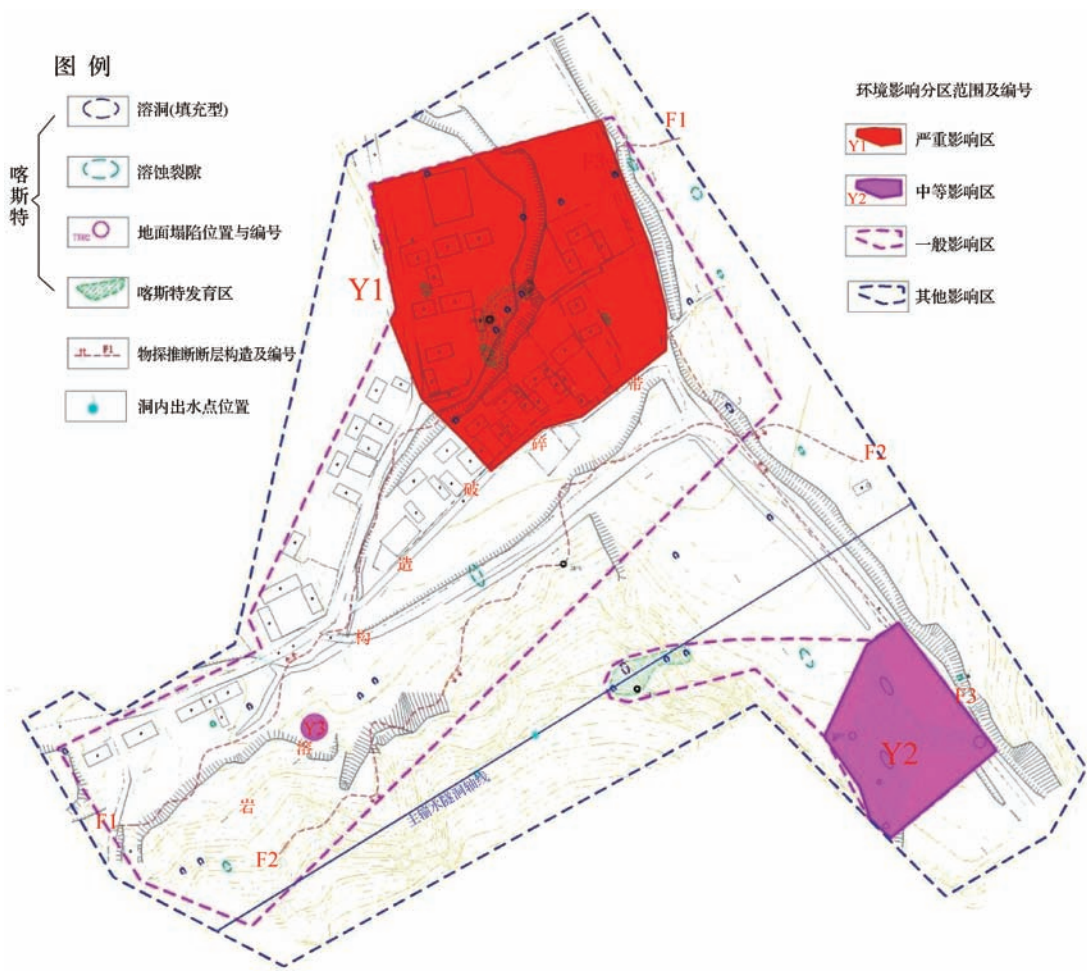 图 例
喀斯特
溶洞(填充型)
溶蚀裂隙
地面塌陷位置与编号
喀斯特发育区
F1
物探推断断层构造及编号
洞内出水点位置
环境影响分区范围及编号
Y1
严重影响区
Y2
中等影响区
一般影响区
其他影响区
F1
Y1
F2
F3
Y2
Y3
F1
F2
溶
岩
构
造
破
碎
带
主输水隧洞轴线